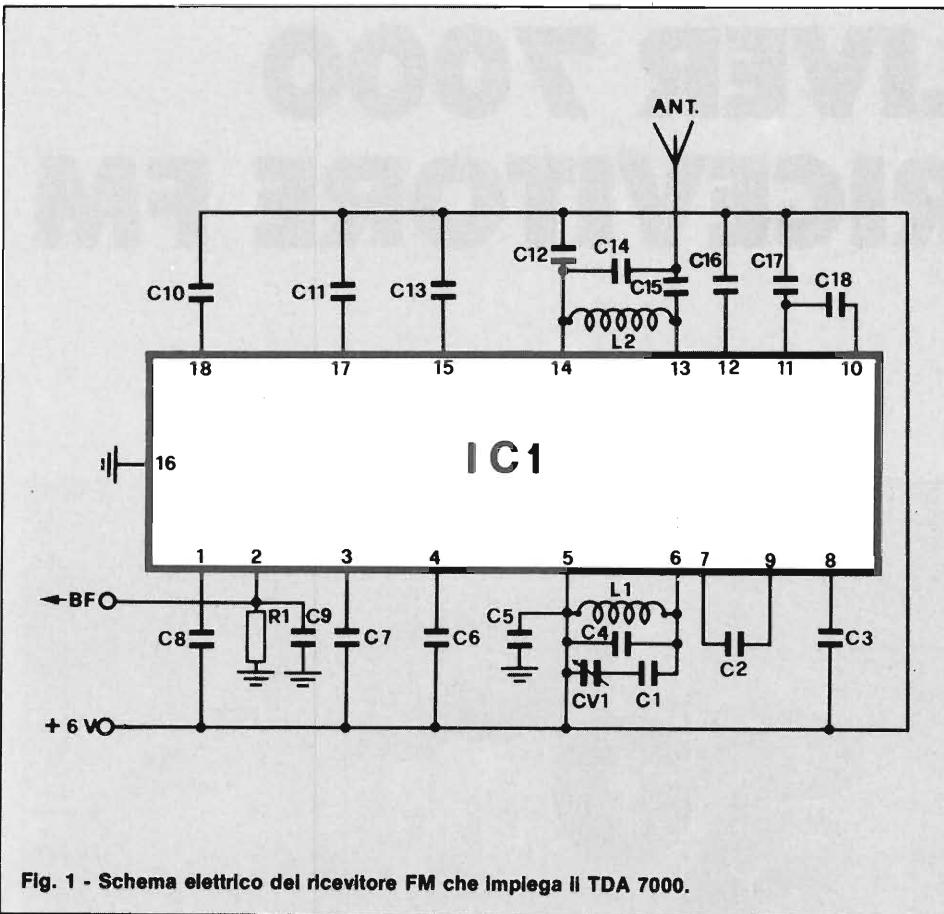 ANT.
C12
C14
C15
C16
C17
C18
C10
C11
C13
L2
18
17
15
14
13
12
11
10
16
IC1
1
2
3
4
5
6
7
9
8
BF
R1
C9
C8
C7
C6
C5
L1
C4
C2
C3
CV1
C1
+ 6 V
Fig. 1 - Schema elettrico del ricevitore FM che impiega il TDA 7000.